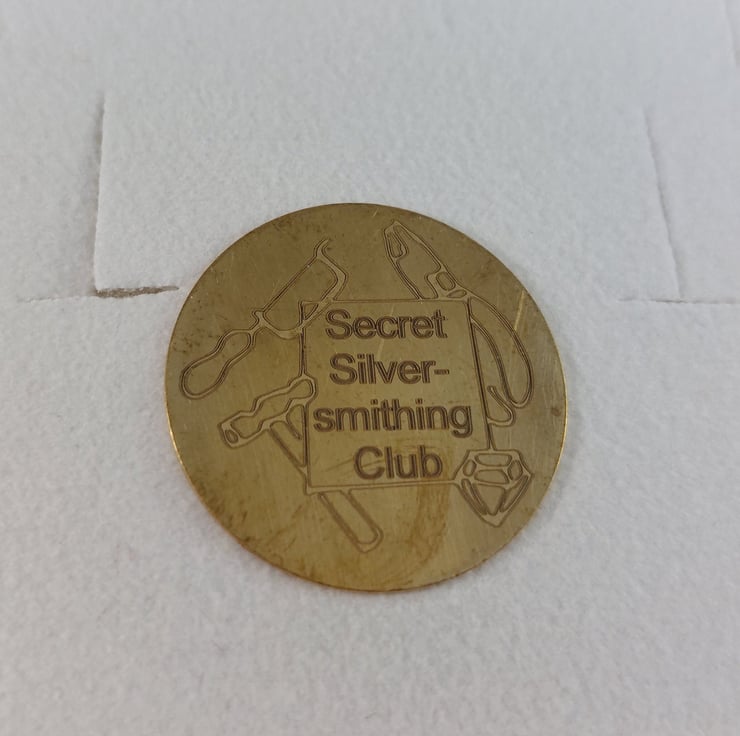 Secret
Silver-
smithing
Club